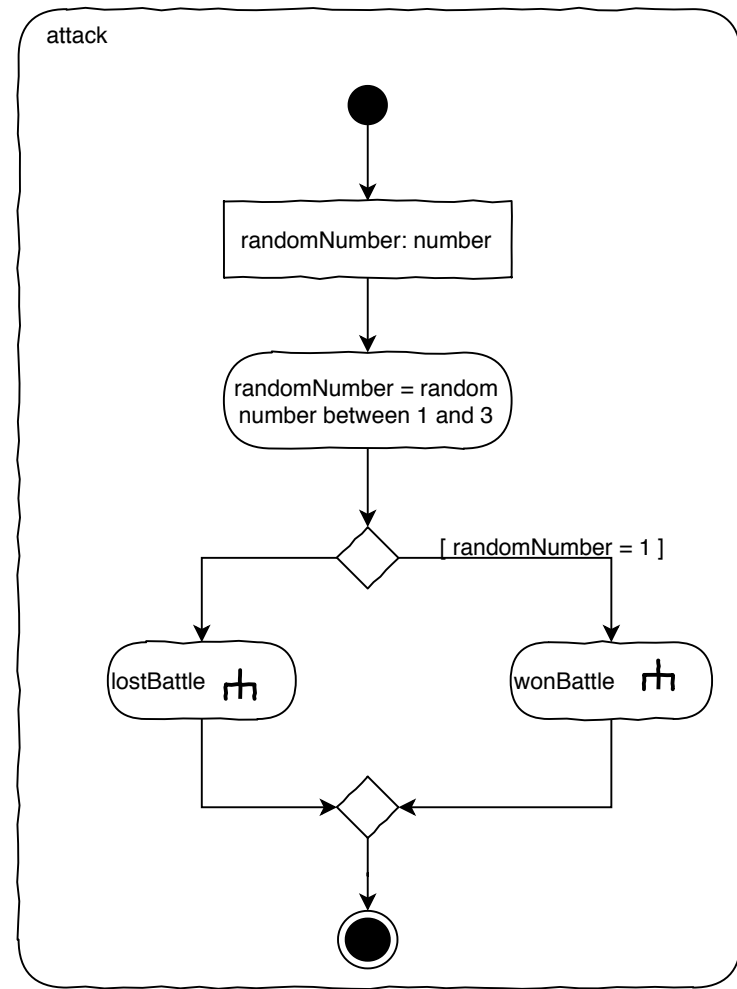 attack
randomNumber: number
randomNumber = random
number between 1 and 3
[ randomNumber = 1 ]
lostBattle
wonBattle